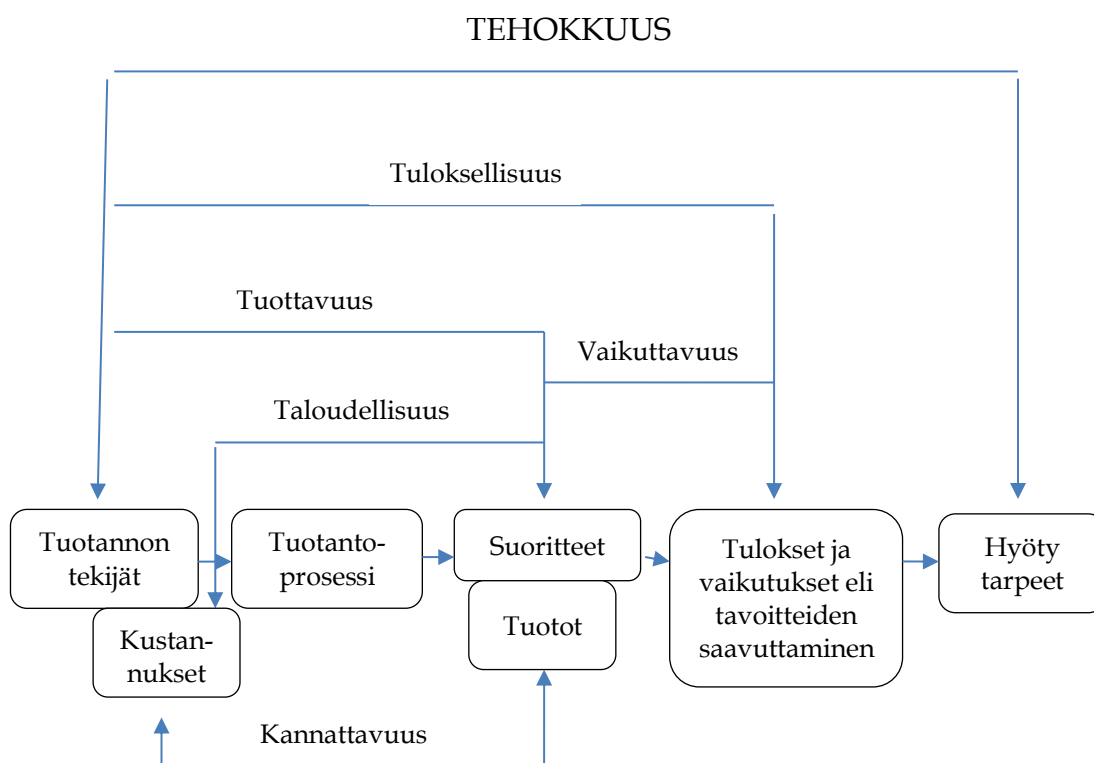 TEHOKKUUS
Tuloksellisuus
Tuottavuus
Vaikuttavuus
Taloudellisuus
Tuotannon
tekijät
Tuotanto-
prosessi
Suoritteet
Tulokset ja
vaikutukset eli
tavoitteiden
saavuttaminen
Hyöty
tarpeet
Kustan-
nukset
Tuotot
Kannattavuus